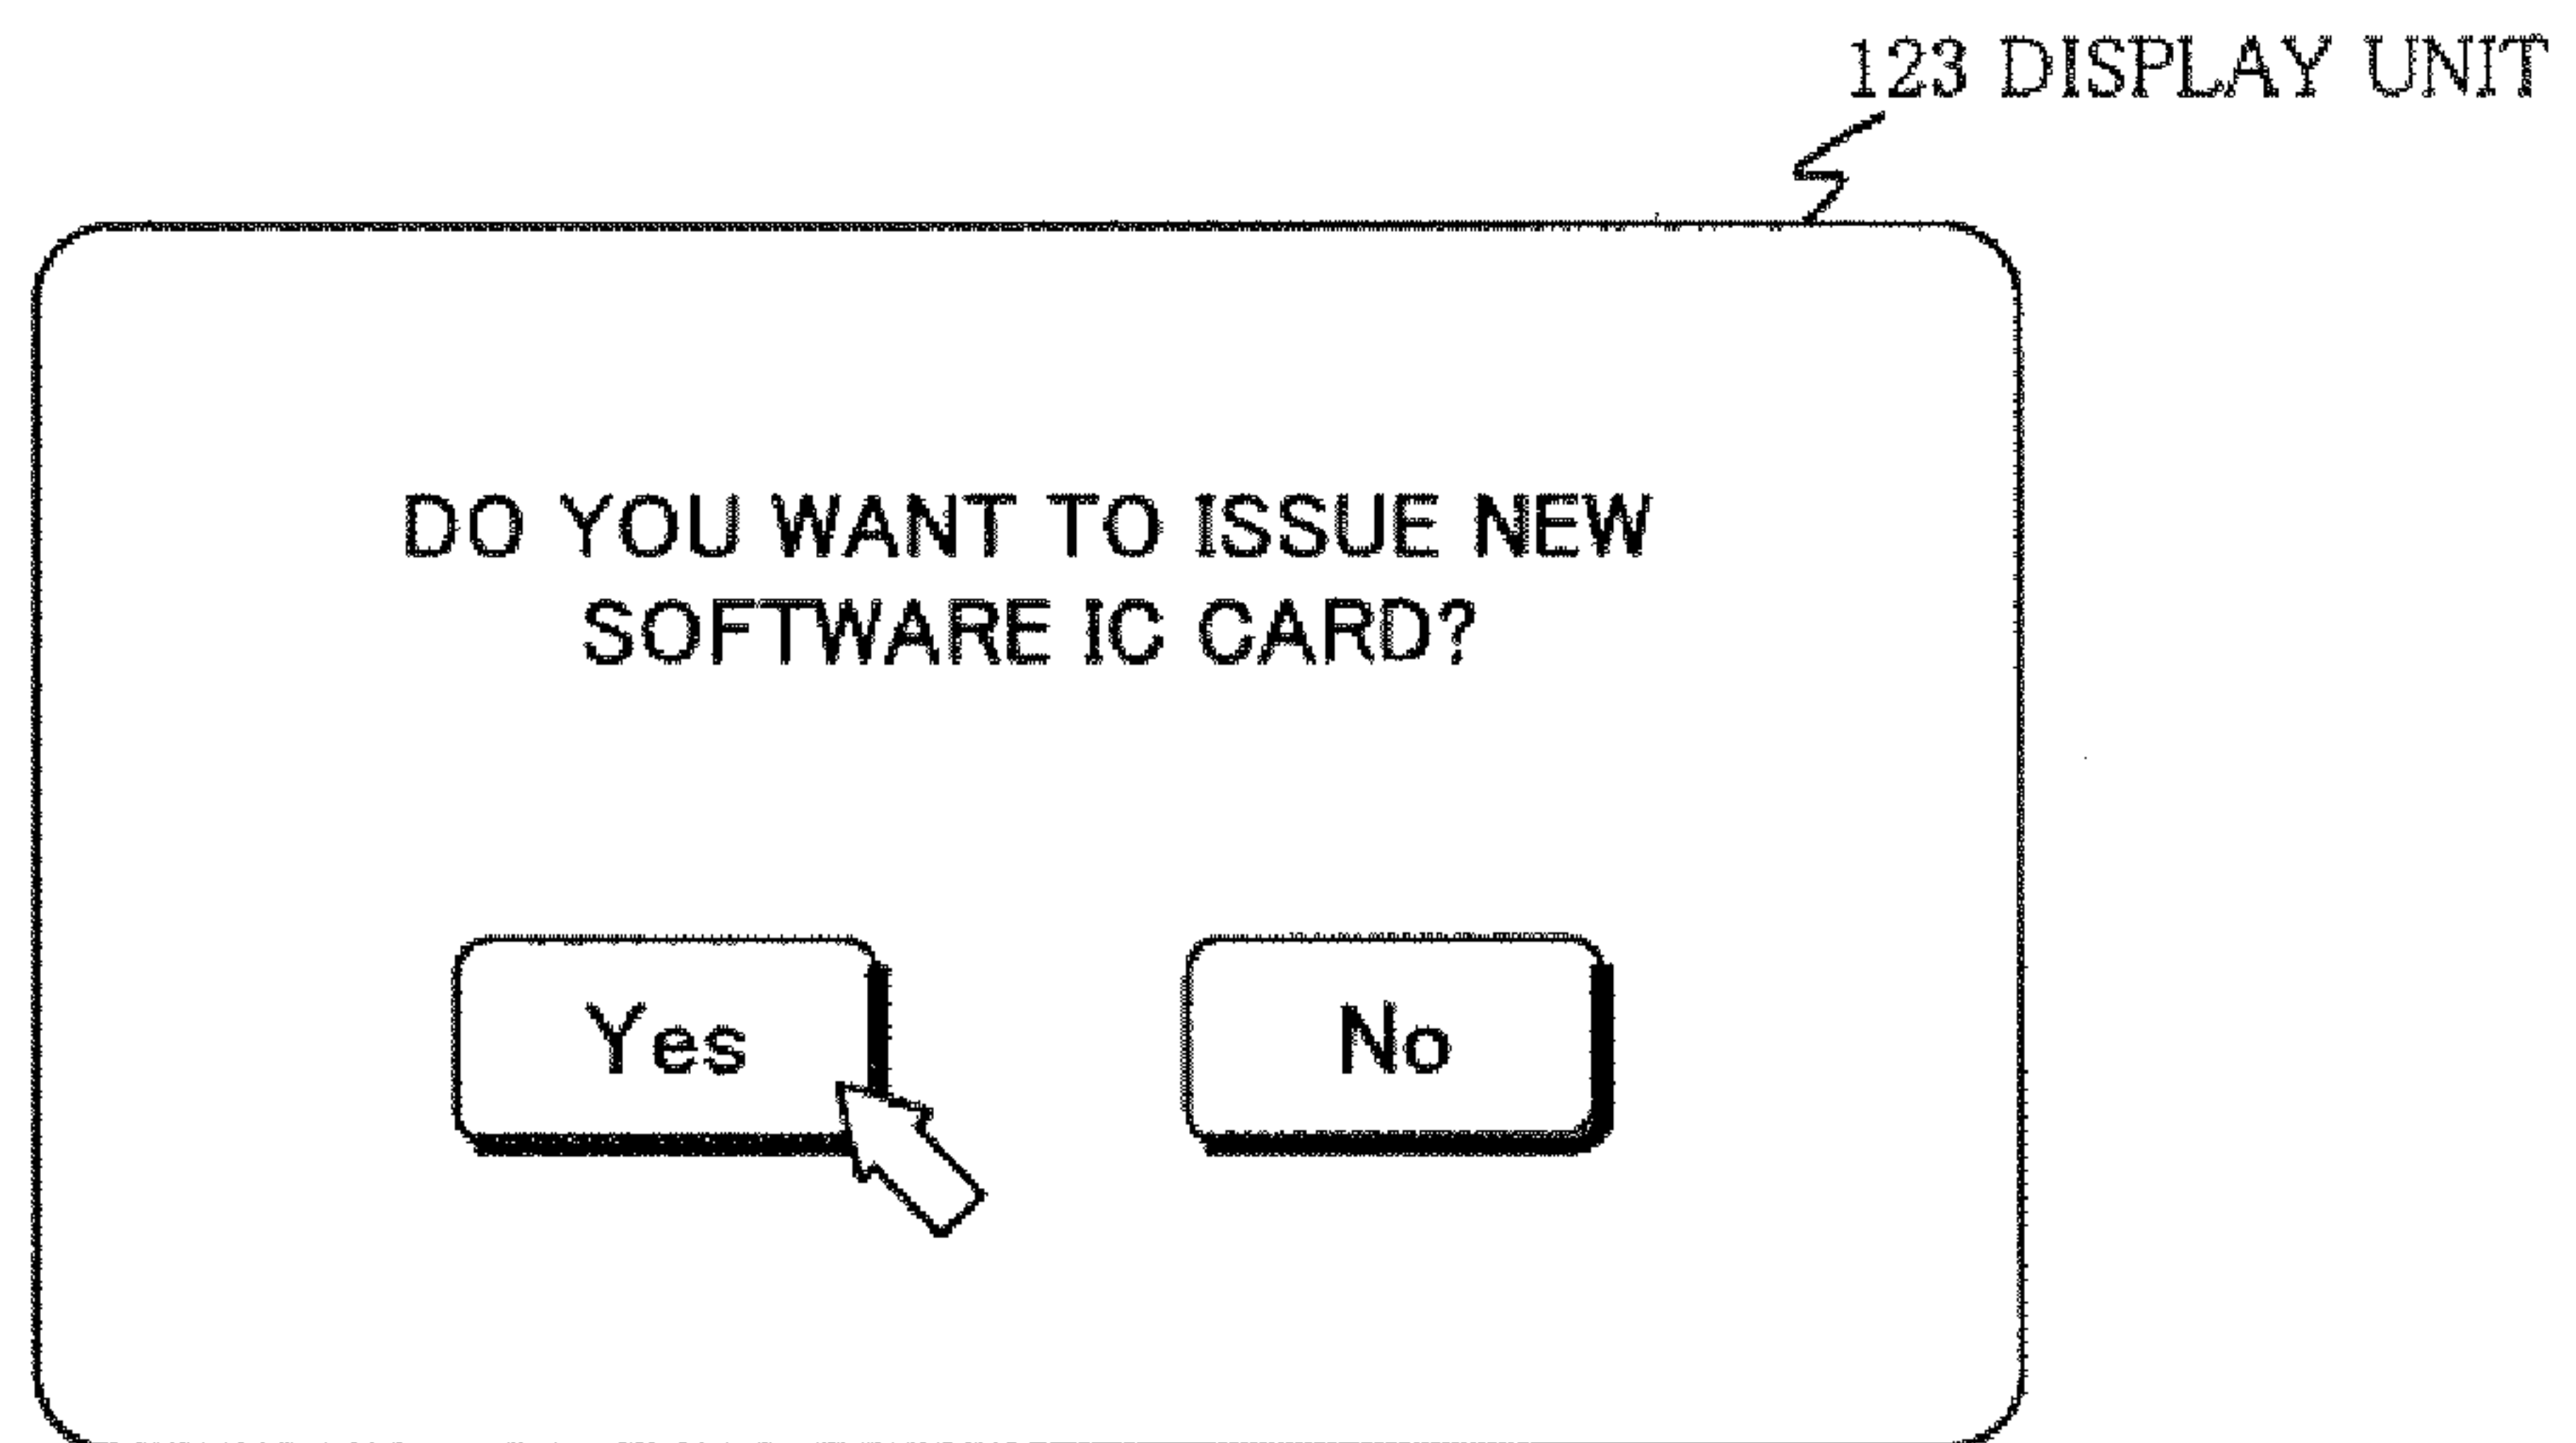 123 DISPLAY UNIT
DO YOU WANT TO ISSUE NEW
SOFTWARE IC CARD?
Yes
No